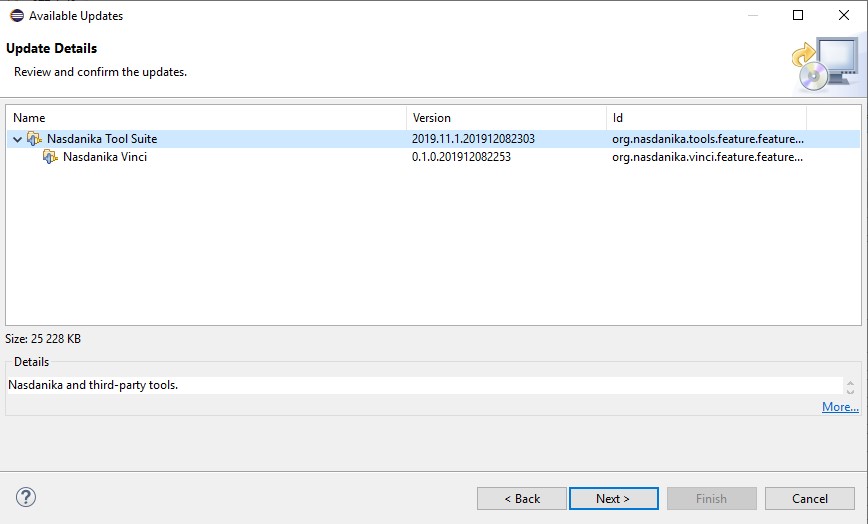 Available Updates
Update Details
Review and confirm the updates.
Name Version Id
Nasdanika Tool Suite 2019.11.1.201912082303 org.nasdanika.tools.feature.feature...
Nasdanika Vinci 0.1.0.201912082253 org.nasdanika.vinci.feature.feature...
Size: 25 228 KB
Details
Nasdanika and third-party tools.
More...
? < Back Next > Finish Cancel